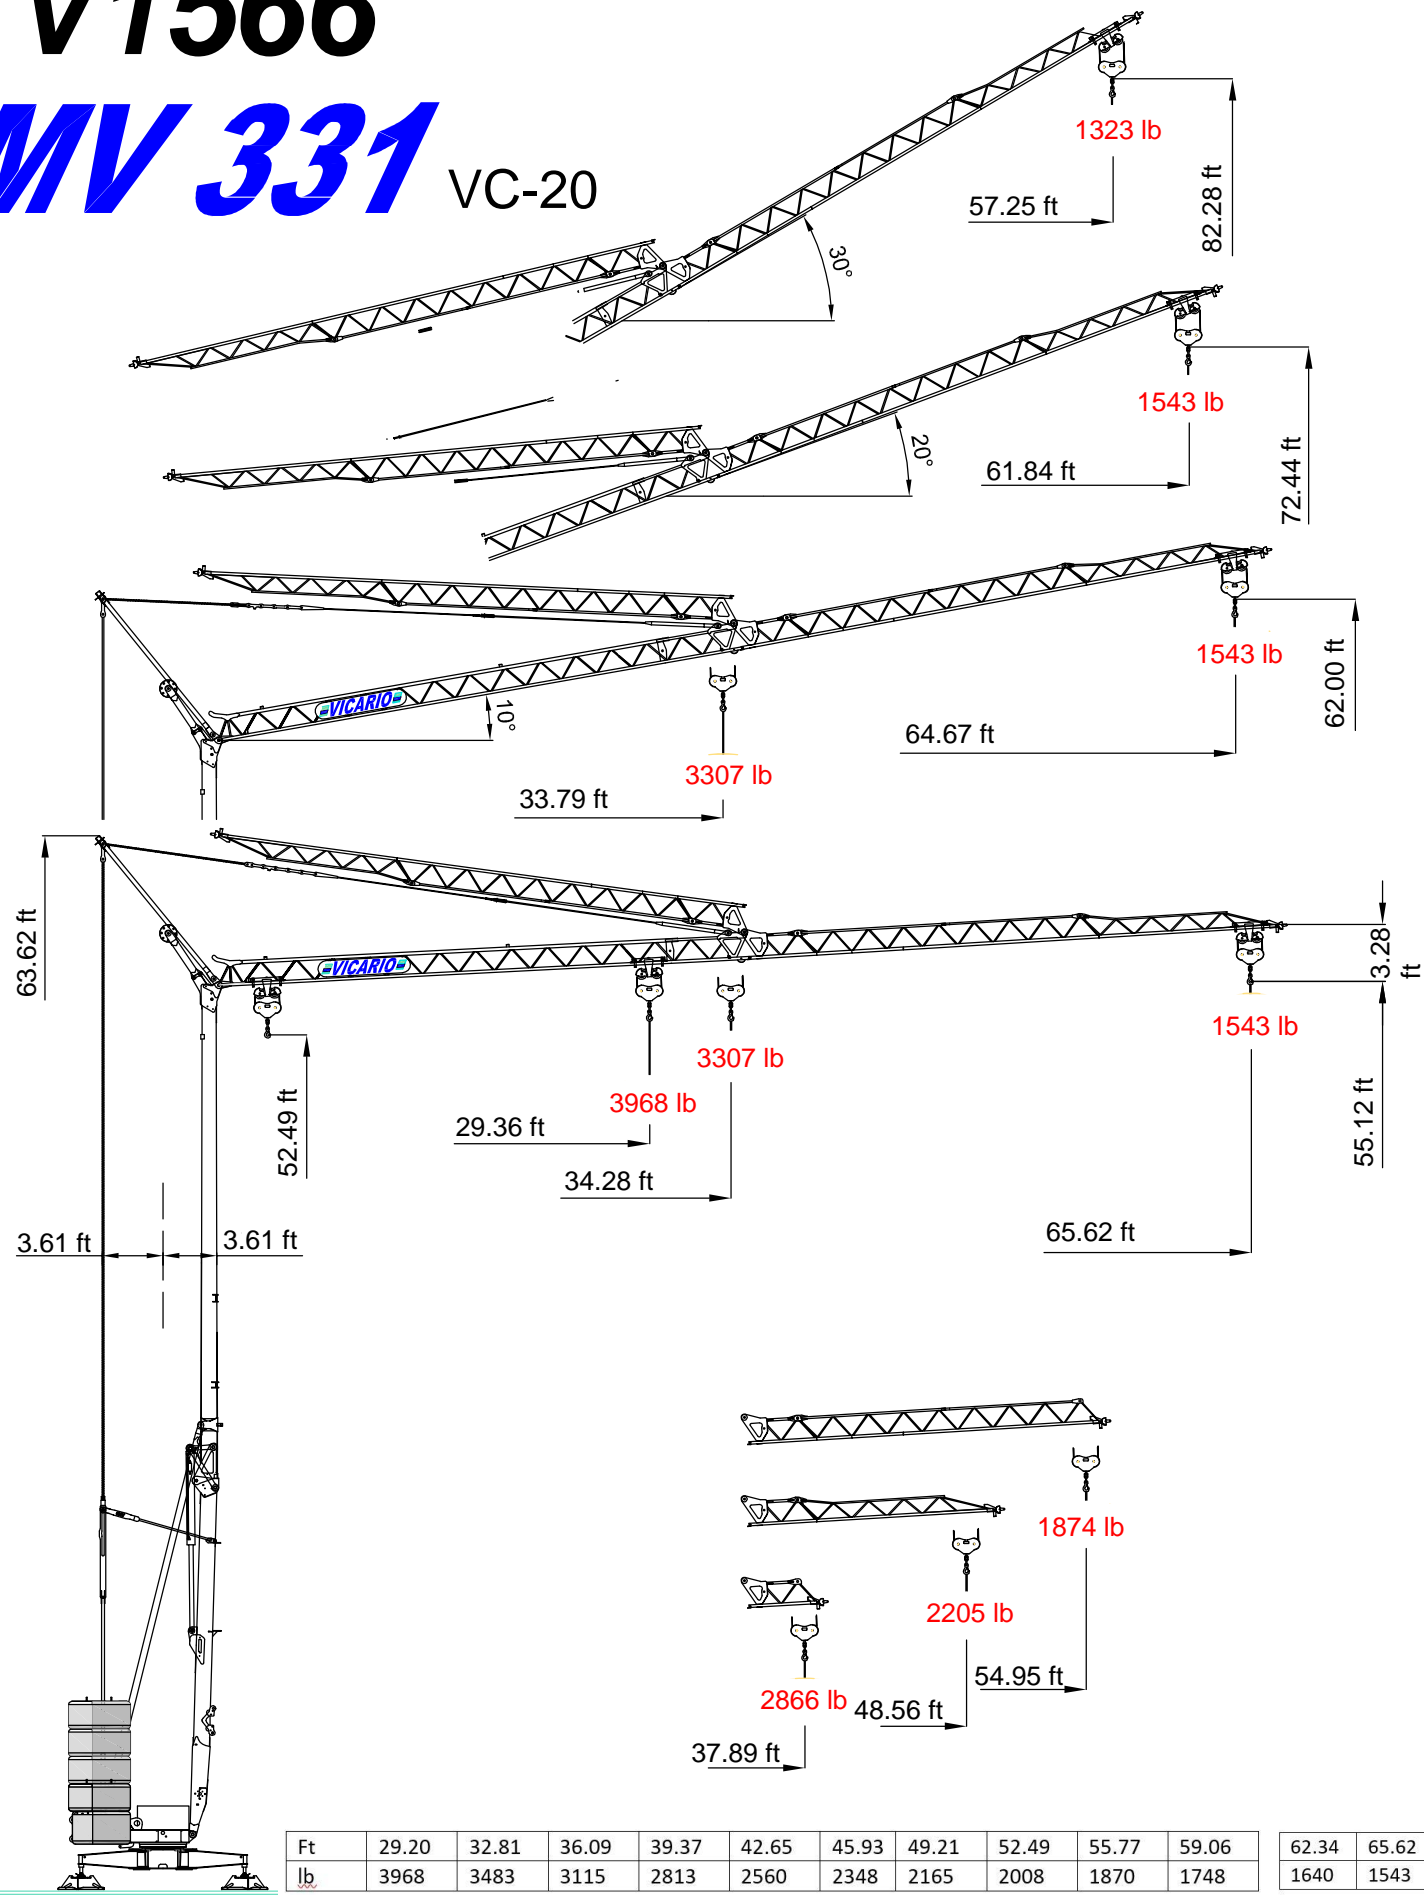 V1566
MV 331 VC-20
1323 lb
57.25 ft
82.28 ft
30°
1543 lb
61.84 ft
72.44 ft
20°
1543 lb
62.00 ft
64.67 ft
VICARIO
10°
3307 lb
33.79 ft
63.62 ft
VICARIO
3.28 ft
1543 lb
3307 lb
3968 lb
52.49 ft
29.36 ft
34.28 ft
55.12 ft
3.61 ft 3.61 ft
65.62 ft
1874 lb
2205 lb
54.95 ft
2866 lb
48.56 ft
37.89 ft
Ft 29.20 32.81 36.09 39.37 42.65 45.93 49.21 52.49 55.77 59.06 62.34 65.62
lb 3968 3483 3115 2813 2560 2348 2165 2008 1870 1748 1640 1543